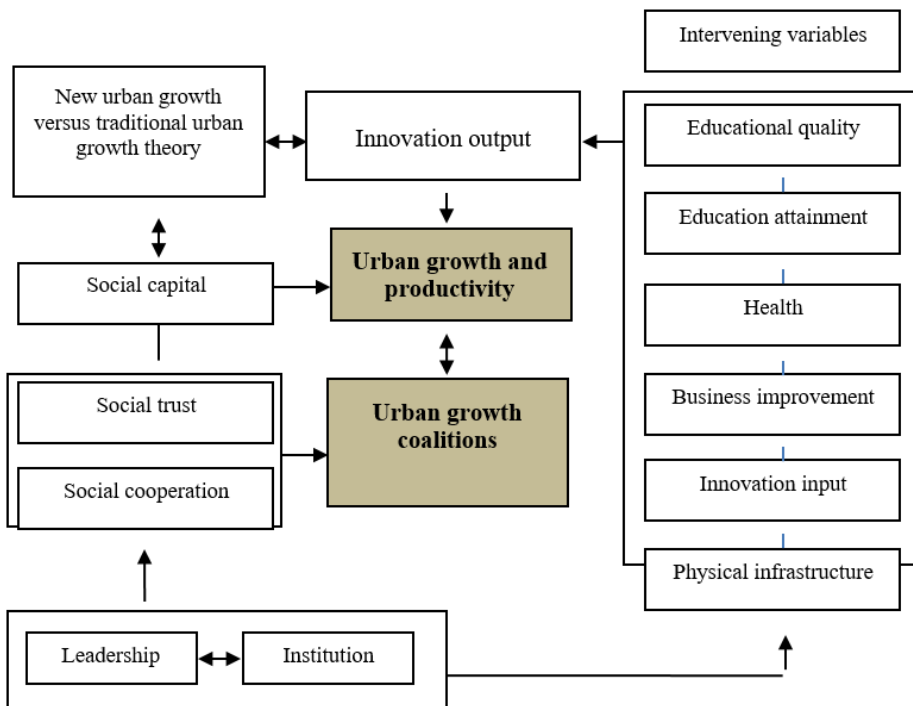 Intervening variables
New urban growth
versus traditional urban
growth theory
Innovation output
Educational quality
Education attainment
Urban growth and
productivity
Social capital
Health
Social trust
Urban growth
coalitions
Business improvement
Social cooperation
Innovation input
Physical infrastructure
Leadership
Institution